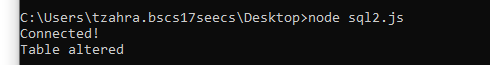 C:\Users\tzahra.bscs17seecs\Desktop>node sql2.js
Connected!
Table altered